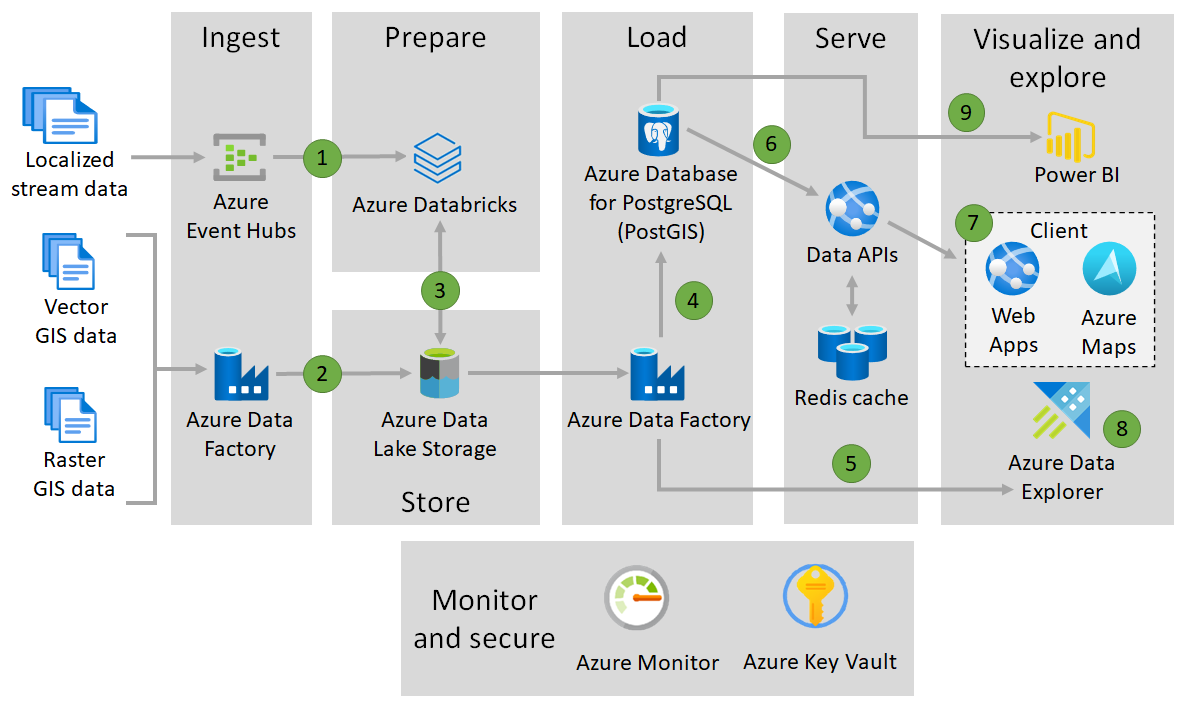 Ingest
Prepare
Load
Serve
Visualize and
explore
Localized
stream data
Vector
GIS data
Raster
GIS data
Azure
Event Hubs
1
Azure Databricks
2
Azure Data
Factory
3
Azure Data
Lake Storage
Store
Azure Database
for PostgreSQL
(PostGIS)
4
Azure Data Factory
5
6
Data APIs
Redis cache
9
Power BI
7
Client
Web
Apps
Azure
Maps
8
Azure Data
Explorer
Monitor
and secure
Azure Monitor
Azure Key Vault